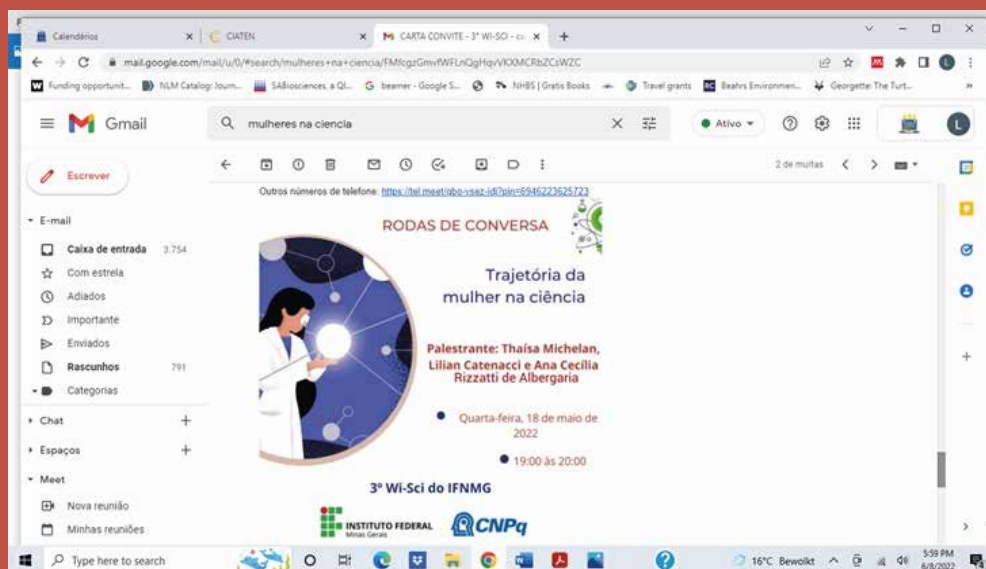 Calendários
CIATEN
CARTA CONVITE - 3° WI-SCI - co
mail.google.com/mail/u/0/#search/mulheres+na+ciencia/FMfcgzGmvfWFLnQgHqvVKXMCRbZCsWZC
Funding opportunit...
NLM Catalog: Journ...
SABiosciences, a QI...
beamer - Google S...
NHBS | Gratis Books
Travel grants
Beahrs Environmen...
Georgette: The Turt...
Gmail
mulheres na ciencia
Ativo
L
Escrever
2 de muitas
E-mail
Caixa de entrada 3.754
Com estrela
Adiados
Importante
Enviados
Rascunhos 791
Categorias
Chat
Espaços
Meet
Nova reunião
Minhas reuniões
Outros números de telefone: https://tel.meet/qbo-vsez-idj?pin=6946223625723
RODAS DE CONVERSA
Trajetória da
mulher na ciência
Palestrante: Thaísa Michelan,
Lilian Catenacci e Ana Cecília
Rizzatti de Albergaria
Quarta-feira, 18 de maio de
2022
19:00 às 20:00
3º Wi-Sci do IFNMG
INSTITUTO FEDERAL
Minas Gerais
CNPq
Type here to search
16°C Bewolkt
5:59 PM
6/8/2022